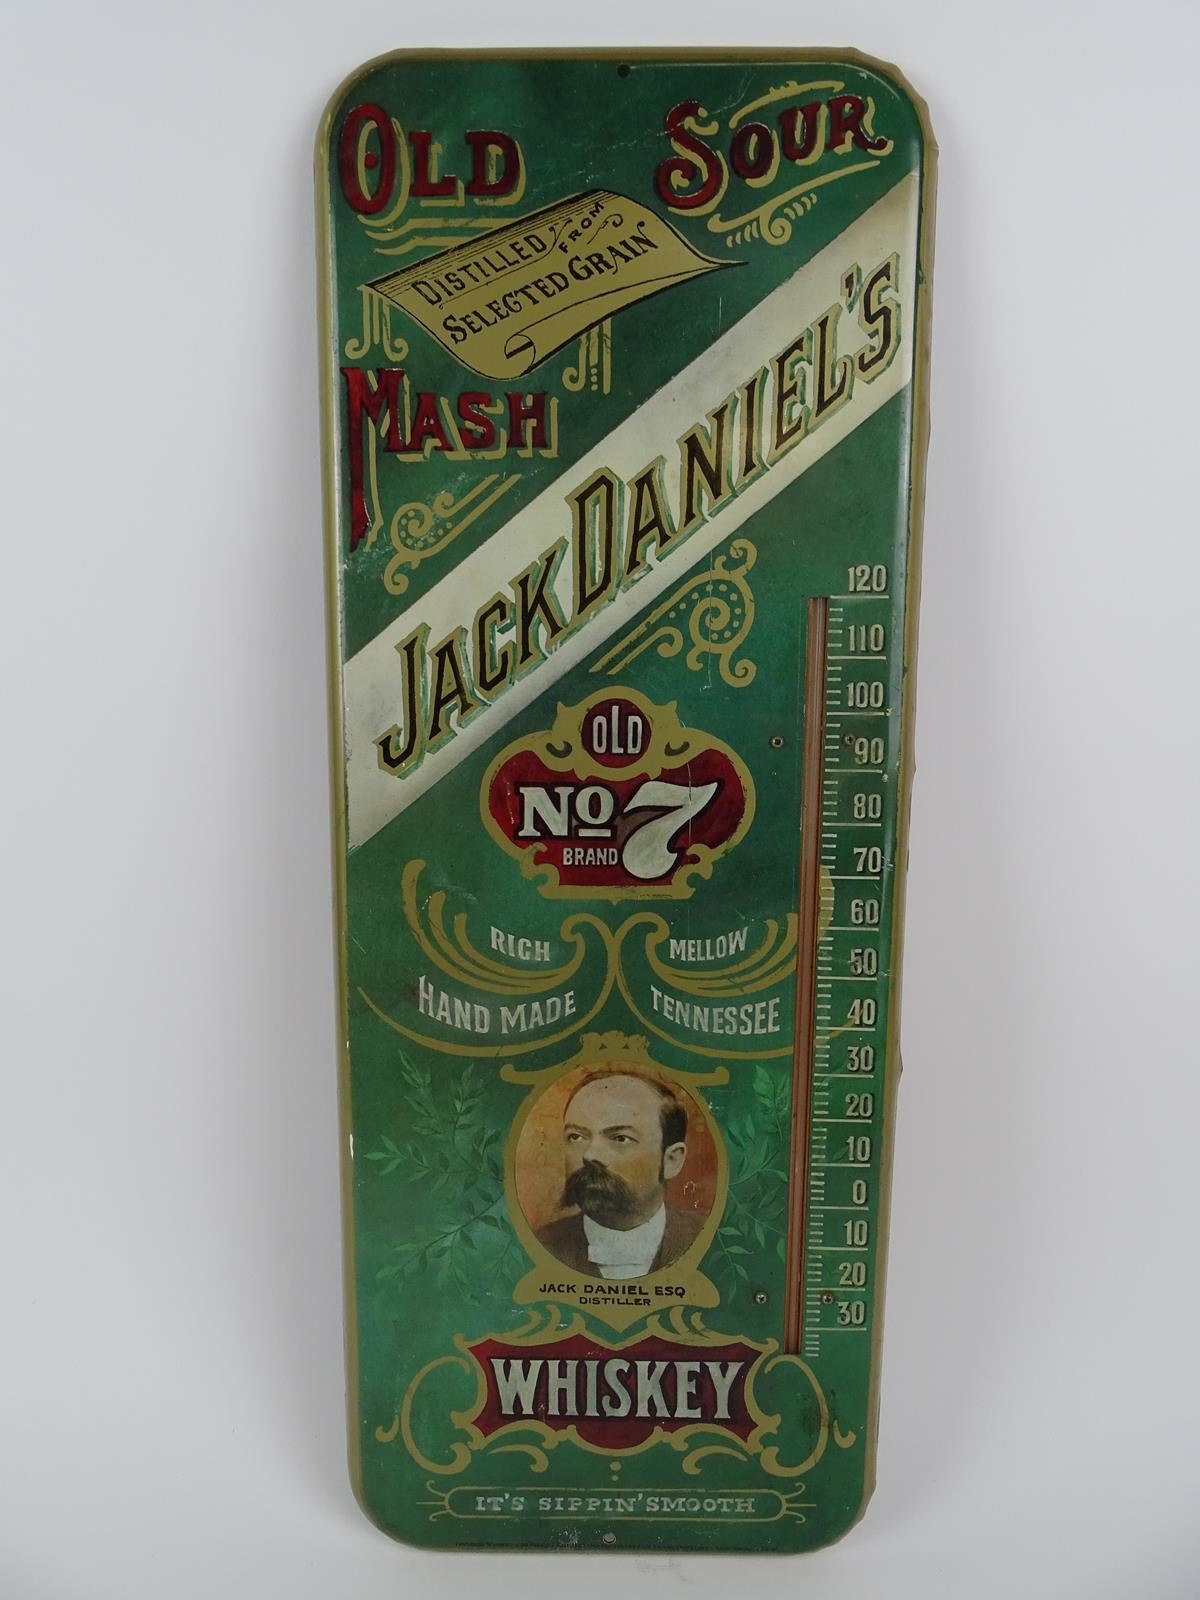 OLD SOUR
DISTILLED FROM
SELECTED GRAIN
MASH
JACK DANIEL'S
OLD
No 7
BRAND
RICH MELLOW
HAND MADE TENNESSEE
JACK DANIEL ESQ
DISTILLER
WHISKEY
IT'S SIPPIN' SMOOTH
120
110
100
90
80
70
60
50
40
30
20
10
0
10
20
30